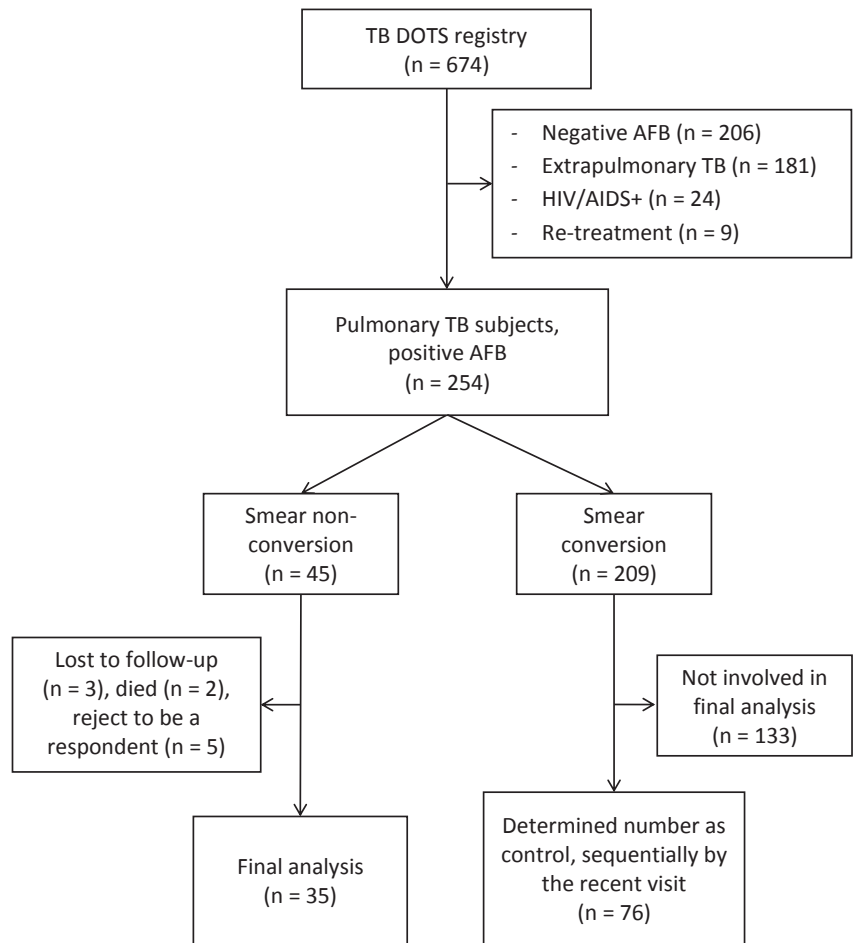 TB DOTS registry
(n = 674)
- Negative AFB (n = 206)
- Extrapulmonary TB (n = 181)
- HIV/AIDS+ (n = 24)
- Re-treatment (n = 9)
Pulmonary TB subjects,
positive AFB
(n = 254)
Smear non-
conversion
(n = 45)
Smear
conversion
(n = 209)
Lost to follow-up
(n = 3), died (n = 2),
reject to be a
respondent (n = 5)
Not involved in
final analysis
(n = 133)
Final analysis
(n = 35)
Determined number as
control, sequentially by
the recent visit
(n = 76)